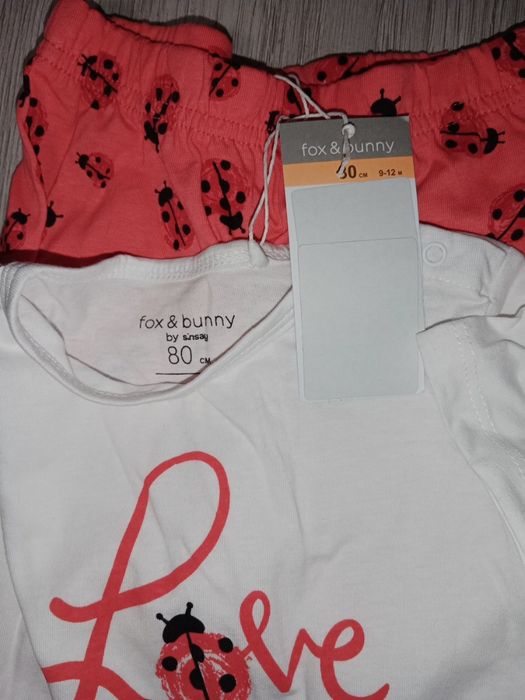 fox & bunny
80 CM 9-12 M
fox & bunny
by sinsay
80 CM
Love